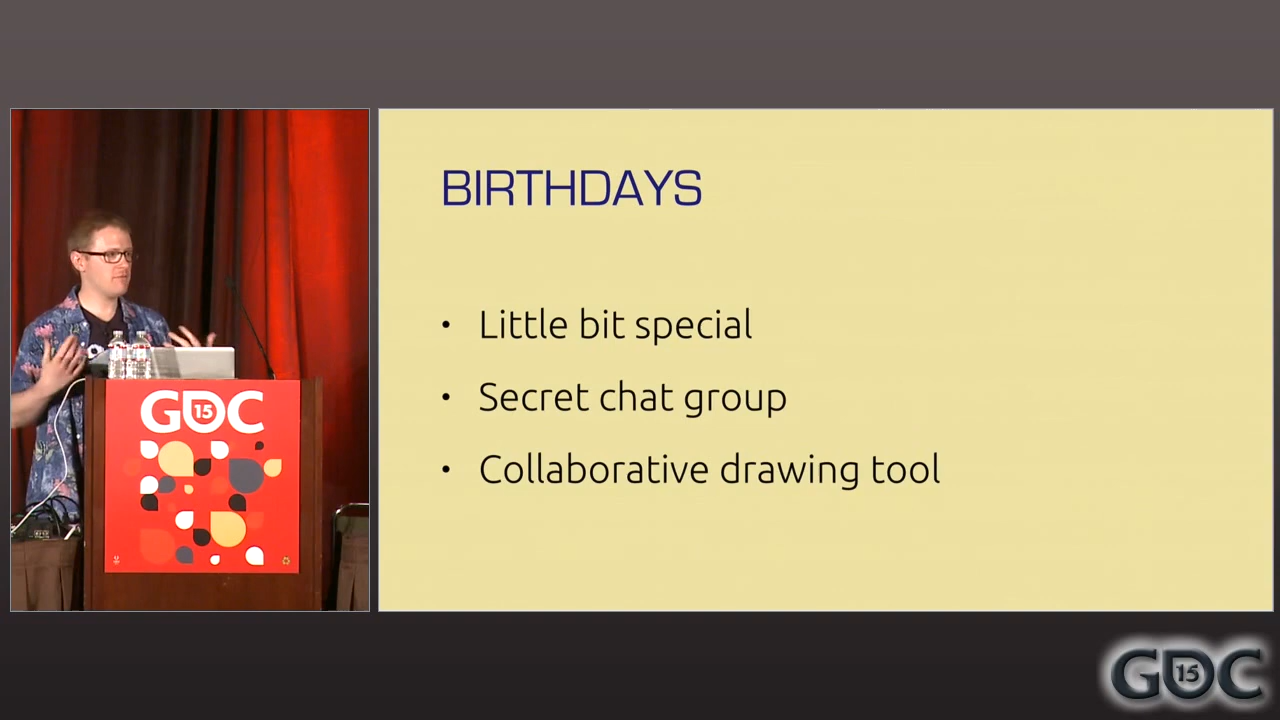 BIRTHDAYS
• Little bit special
• Secret chat group
• Collaborative drawing tool
GDC 15
GDC 15